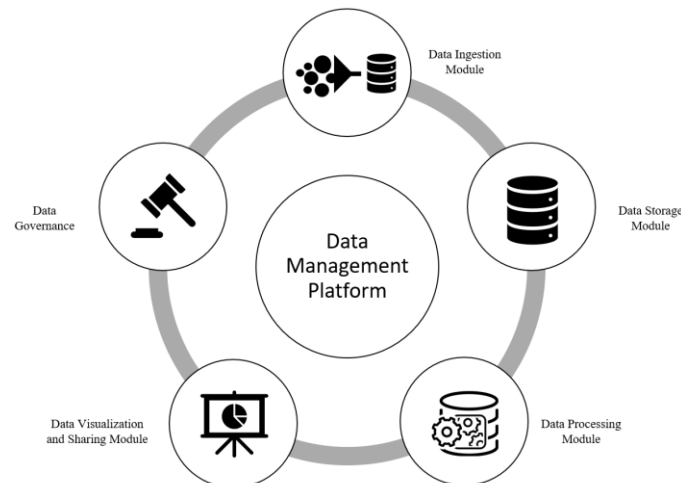 Data Ingestion
Module
Data Storage
Module
Data Processing
Module
Data Visualization
and Sharing Module
Data
Governance
Data
Management
Platform